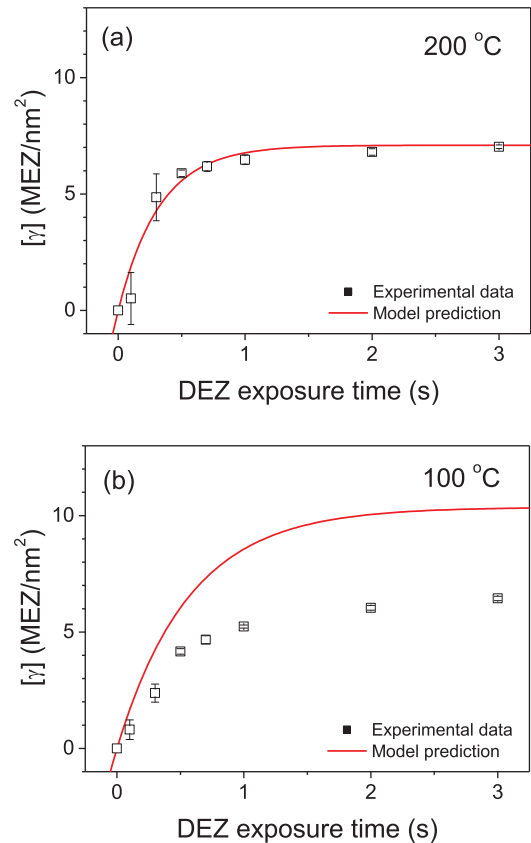 (a)
200 °C
[γ] (MEZ/nm²)
10
5
0
Experimental data
Model prediction
0 1 2 3
DEZ exposure time (s)
(b)
100 °C
[γ] (MEZ/nm²)
10
5
0
Experimental data
Model prediction
0 1 2 3
DEZ exposure time (s)